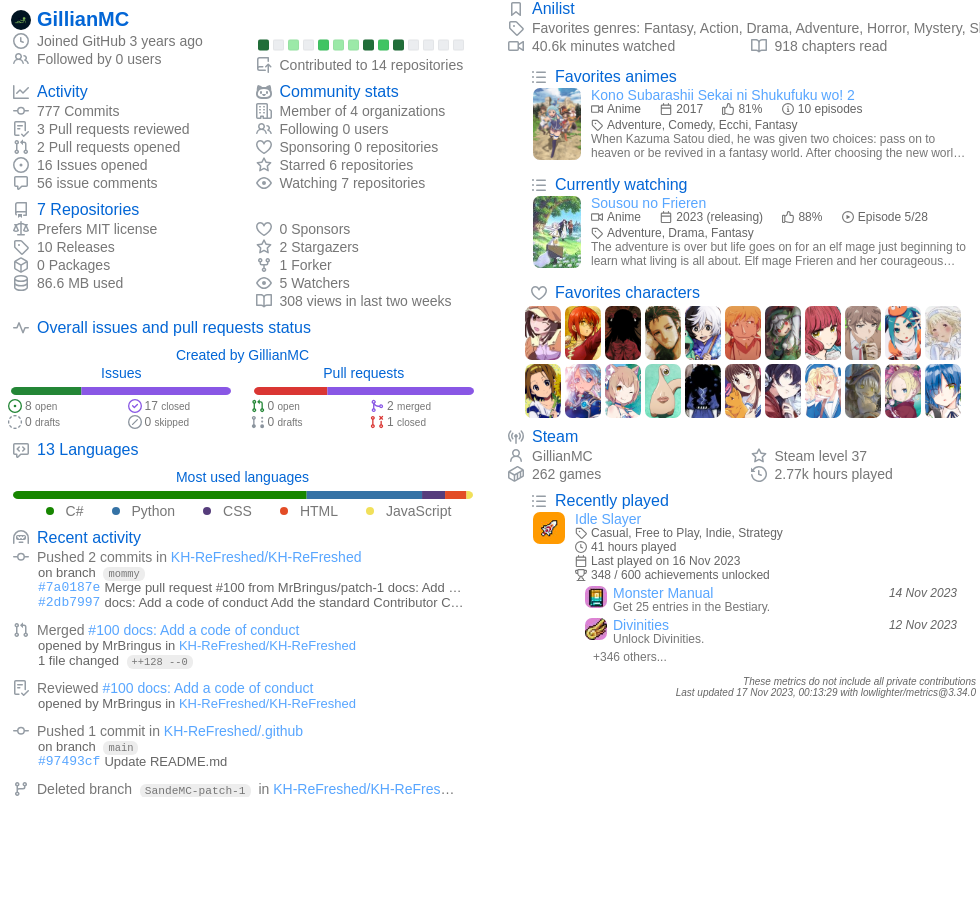 GillianMC
Joined GitHub 3 years ago
Followed by 0 users
Contributed to 14 repositories
Activity
777 Commits
3 Pull requests reviewed
2 Pull requests opened
16 Issues opened
56 issue comments
Community stats
Member of 4 organizations
Following 0 users
Sponsoring 0 repositories
Starred 6 repositories
Watching 7 repositories
7 Repositories
Prefers MIT license
10 Releases
0 Packages
86.6 MB used
0 Sponsors
2 Stargazers
1 Forker
5 Watchers
308 views in last two weeks
Overall issues and pull requests status
Created by GillianMC
Issues
8 open
17 closed
0 drafts
0 skipped
Pull requests
0 open
2 merged
0 drafts
1 closed
13 Languages
Most used languages
C# Python CSS HTML JavaScript
Recent activity
Pushed 2 commits in KH-ReFreshed/KH-ReFreshed
on branch mommy
#7a0187e Merge pull request #100 from MrBringus/patch-1 docs: Add …
#2db7997 docs: Add a code of conduct Add the standard Contributor C…
Merged #100 docs: Add a code of conduct
opened by MrBringus in KH-ReFreshed/KH-ReFreshed
1 file changed ++128 --0
Reviewed #100 docs: Add a code of conduct
opened by MrBringus in KH-ReFreshed/KH-ReFreshed
Pushed 1 commit in KH-ReFreshed/.github
on branch main
#97493cf Update README.md
Deleted branch SandeMC-patch-1 in KH-ReFreshed/KH-ReFres…
Anilist
Favorites genres: Fantasy, Action, Drama, Adventure, Horror, Mystery, Sl
40.6k minutes watched
918 chapters read
Favorites animes
Kono Subarashii Sekai ni Shukufuku wo! 2
Anime 2017 81% 10 episodes
Adventure, Comedy, Ecchi, Fantasy
When Kazuma Satou died, he was given two choices: pass on to
heaven or be revived in a fantasy world. After choosing the new worl…
Currently watching
Sousou no Frieren
Anime 2023 (releasing) 88% Episode 5/28
Adventure, Drama, Fantasy
The adventure is over but life goes on for an elf mage just beginning to
learn what living is all about. Elf mage Frieren and her courageous…
Favorites characters
Steam
GillianMC
262 games
Steam level 37
2.77k hours played
Recently played
Idle Slayer
Casual, Free to Play, Indie, Strategy
41 hours played
Last played on 16 Nov 2023
348 / 600 achievements unlocked
Monster Manual 14 Nov 2023
Get 25 entries in the Bestiary.
Divinities 12 Nov 2023
Unlock Divinities.
+346 others...
These metrics do not include all private contributions
Last updated 17 Nov 2023, 00:13:29 with lowlighter/metrics@3.34.0